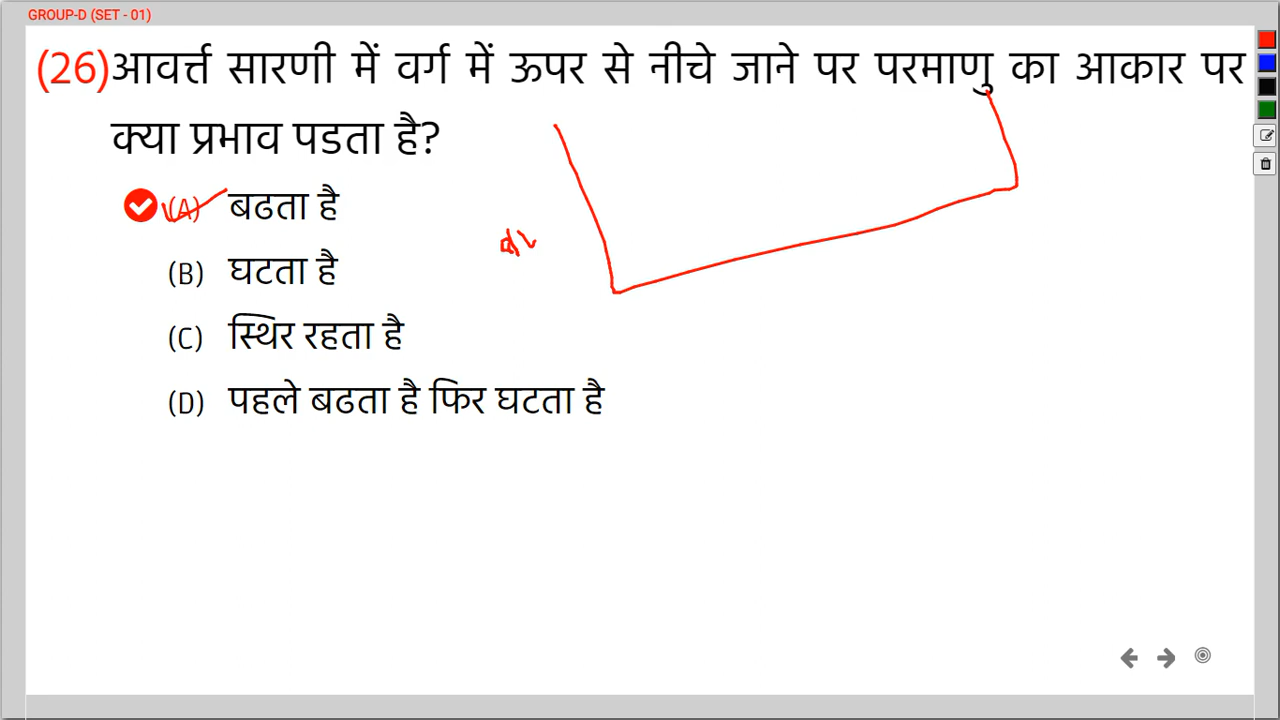 GROUP-D (SET - 01)
(26) आवर्त्त सारणी में वर्ग में ऊपर से नीचे जाने पर परमाणु का आकार पर
क्या प्रभाव पडता है?
(A) बढता है
(B) घटता है
(C) स्थिर रहता है
(D) पहले बढता है फिर घटता है